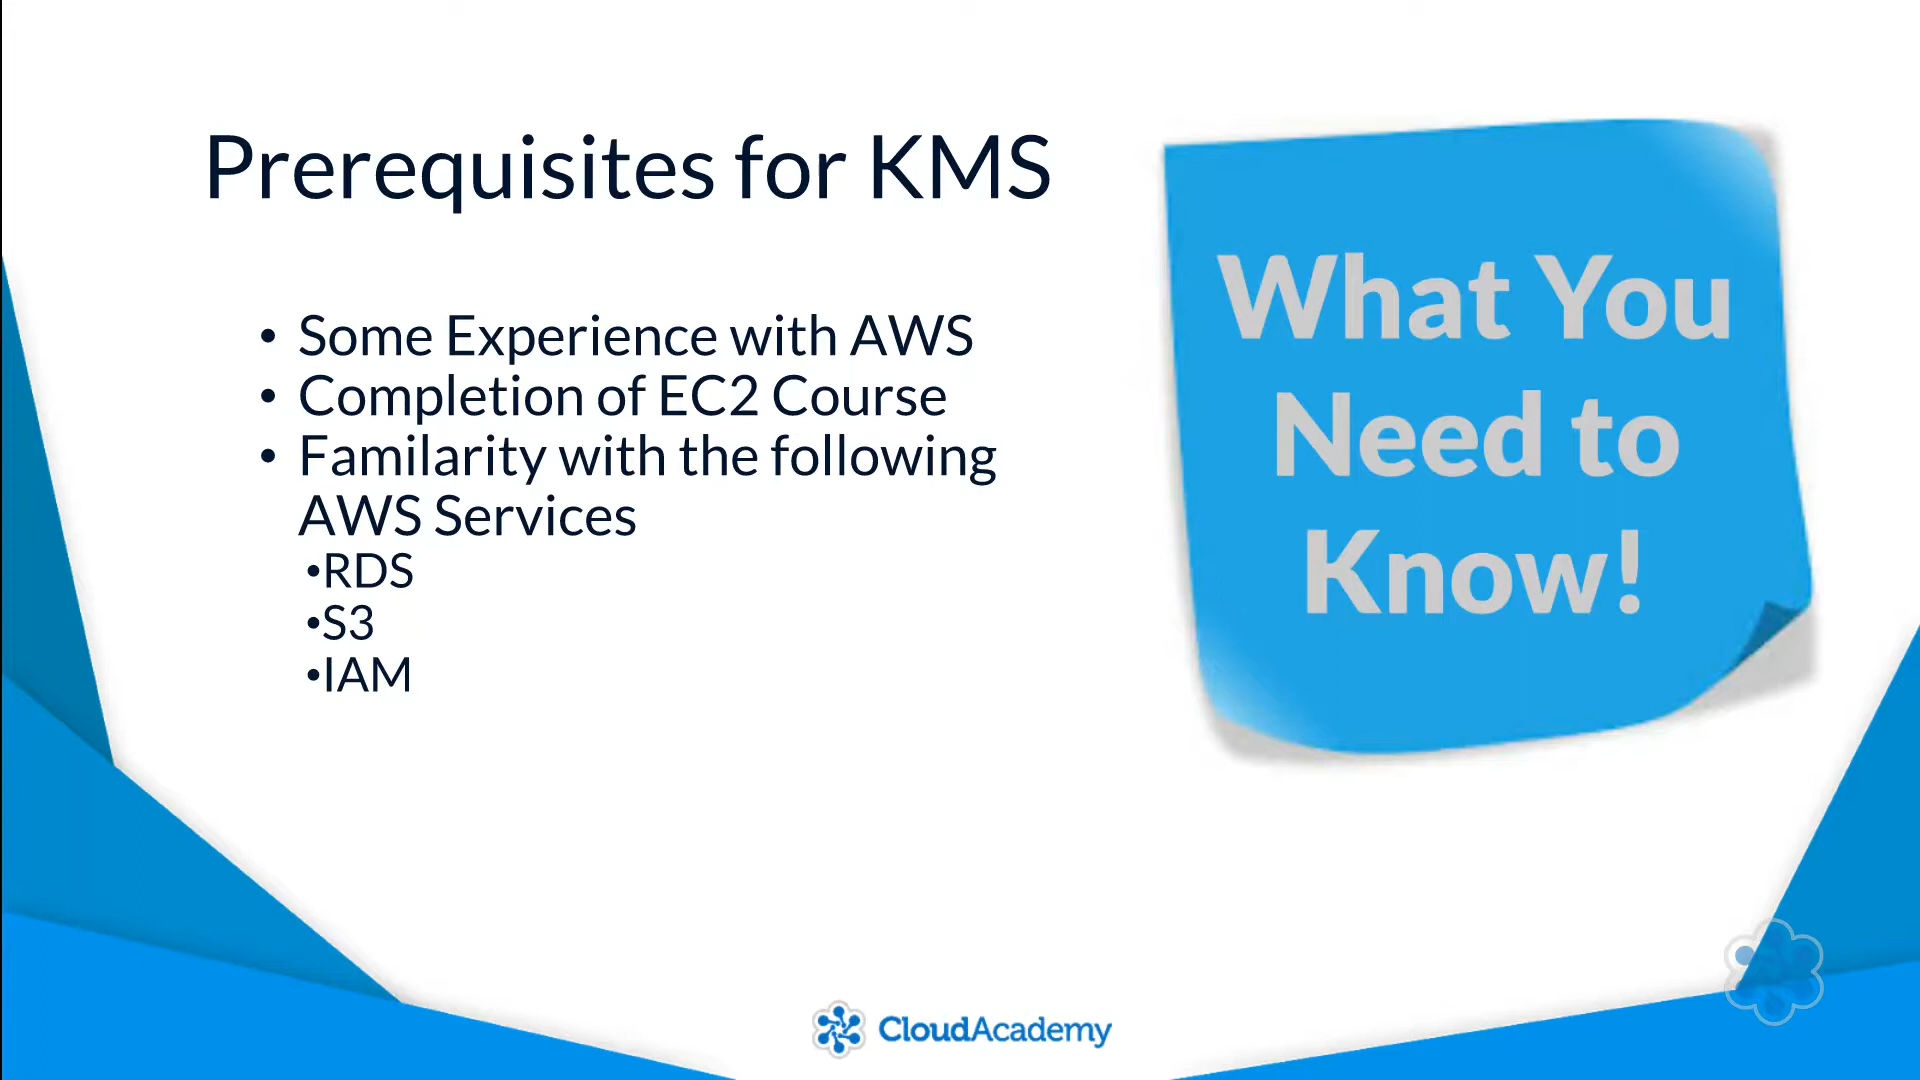 Prerequisites for KMS
• Some Experience with AWS
• Completion of EC2 Course
• Familarity with the following
AWS Services
•RDS
•S3
•IAM
What You
Need to
Know!
CloudAcademy